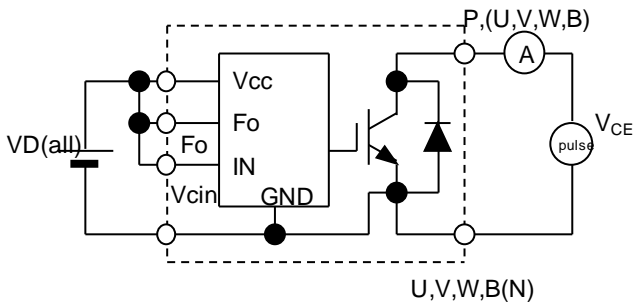 P,(U,V,W,B)
A
Vcc
VCE
VD(all)
Fo
Fo
pulse
IN
Vcin
GND
U,V,W,B(N)